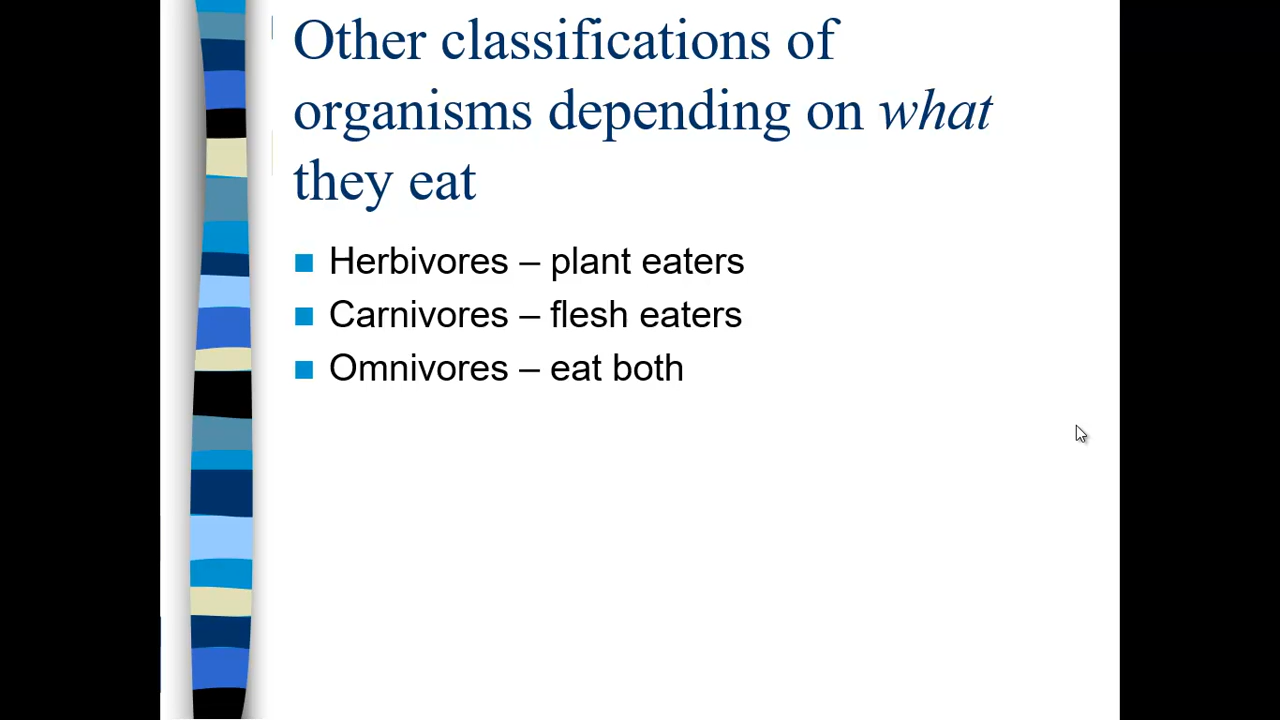 Other classifications of
organisms depending on what
they eat
Herbivores – plant eaters
Carnivores – flesh eaters
Omnivores – eat both